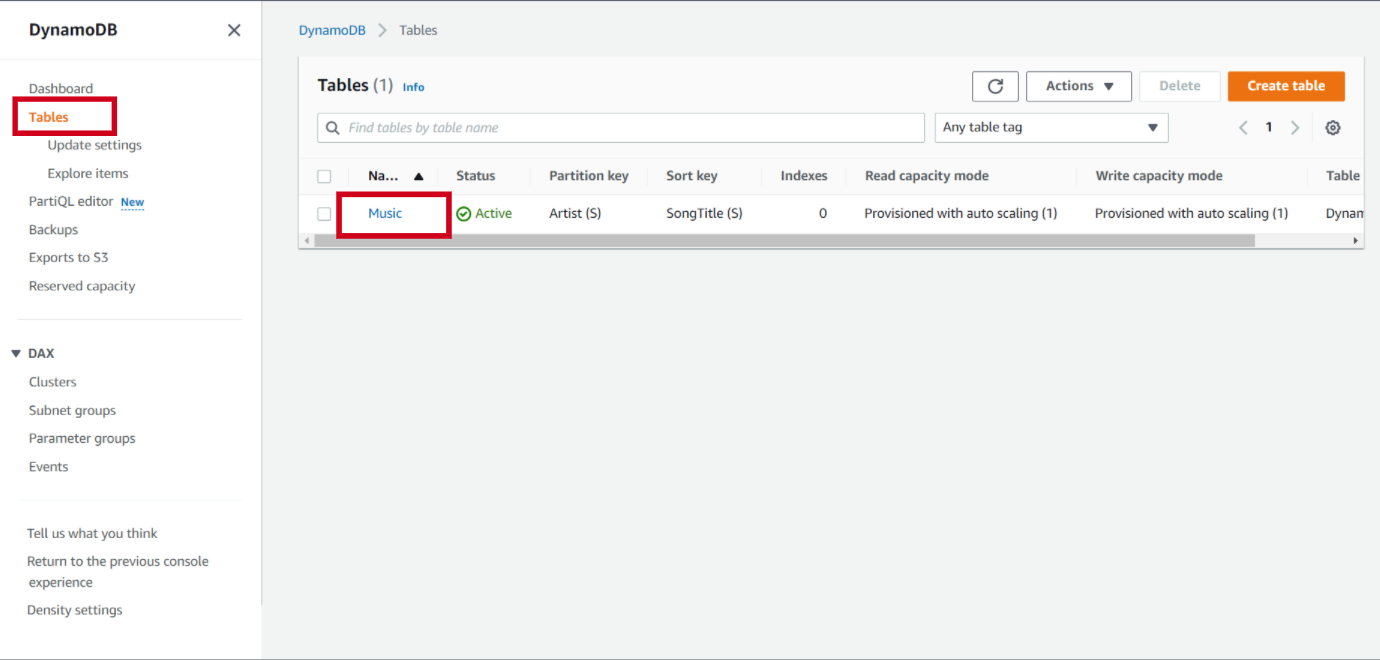 DynamoDB
Dashboard
Tables
Update settings
Explore items
PartiQL editor New
Backups
Exports to S3
Reserved capacity
DAX
Clusters
Subnet groups
Parameter groups
Events
Tell us what you think
Return to the previous console
experience
Density settings
DynamoDB > Tables
Tables (1) Info
Actions
Delete
Create table
Find tables by table name
Any table tag
1
Na... Status Partition key Sort key Indexes Read capacity mode Write capacity mode Table
Music Active Artist (S) SongTitle (S) 0 Provisioned with auto scaling (1) Provisioned with auto scaling (1) Dynam